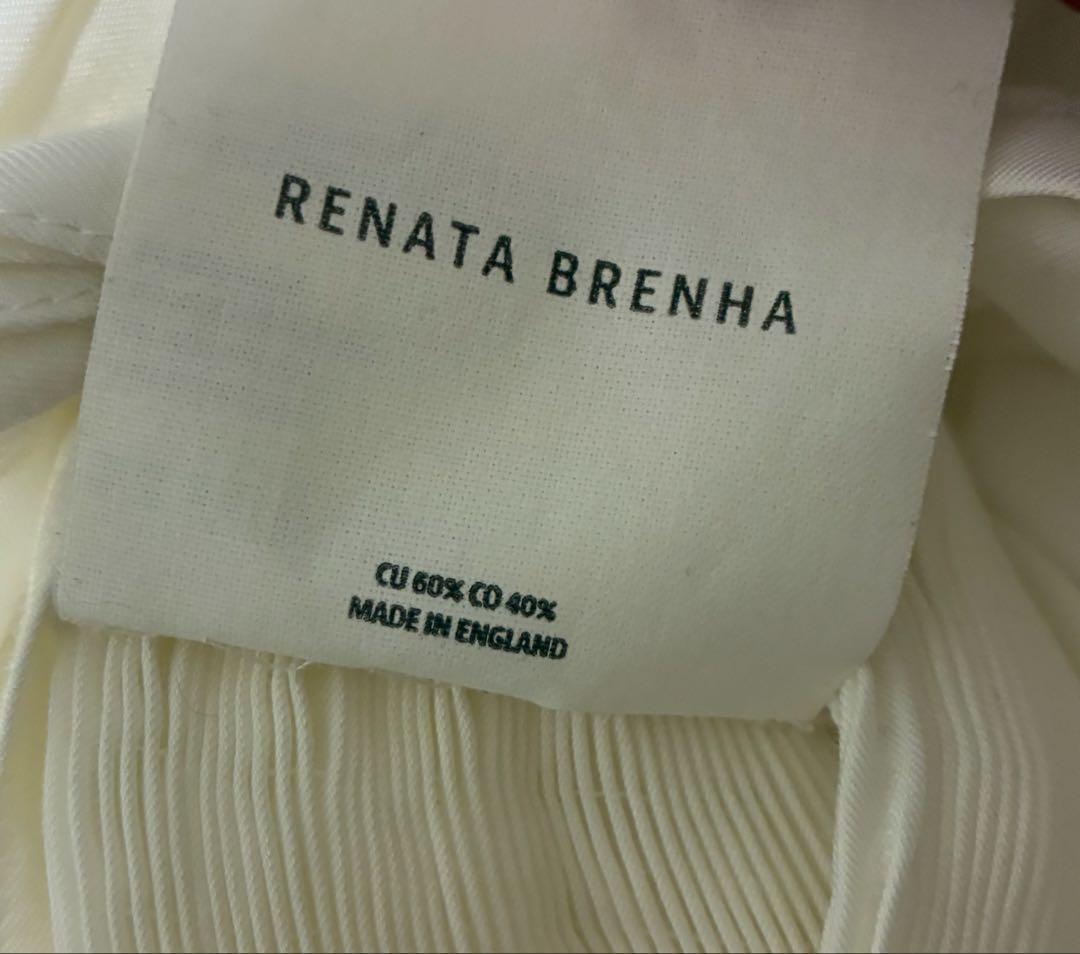 RENATA BRENHA
CU 60% CO 40%
MADE IN ENGLAND